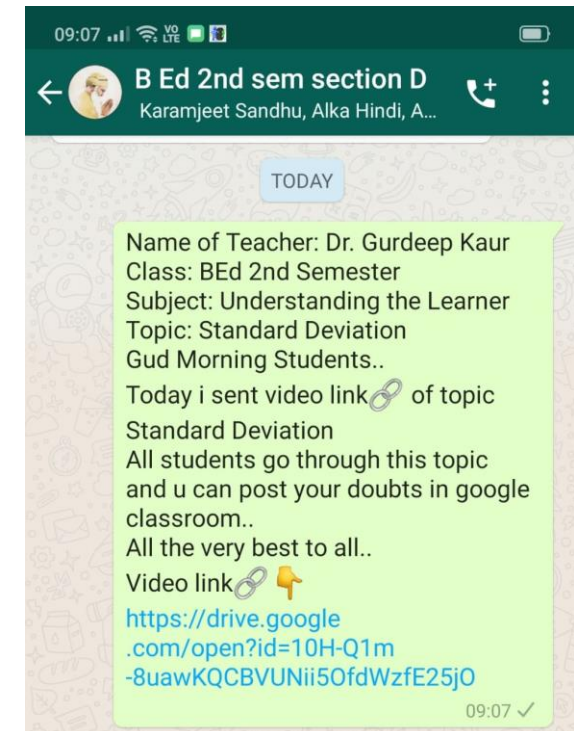 09:07 VO LTE
B Ed 2nd sem section D
Karamjeet Sandhu, Alka Hindi, A...
TODAY
Name of Teacher: Dr. Gurdeep Kaur
Class: BEd 2nd Semester
Subject: Understanding the Learner
Topic: Standard Deviation
Gud Morning Students..
Today i sent video link🔗 of topic
Standard Deviation
All students go through this topic
and u can post your doubts in google
classroom..
All the very best to all..
Video link🔗👇
https://drive.google
.com/open?id=10H-Q1m
-8uawKQCBVUNii5OfdWzfE25jO
09:07 ✓